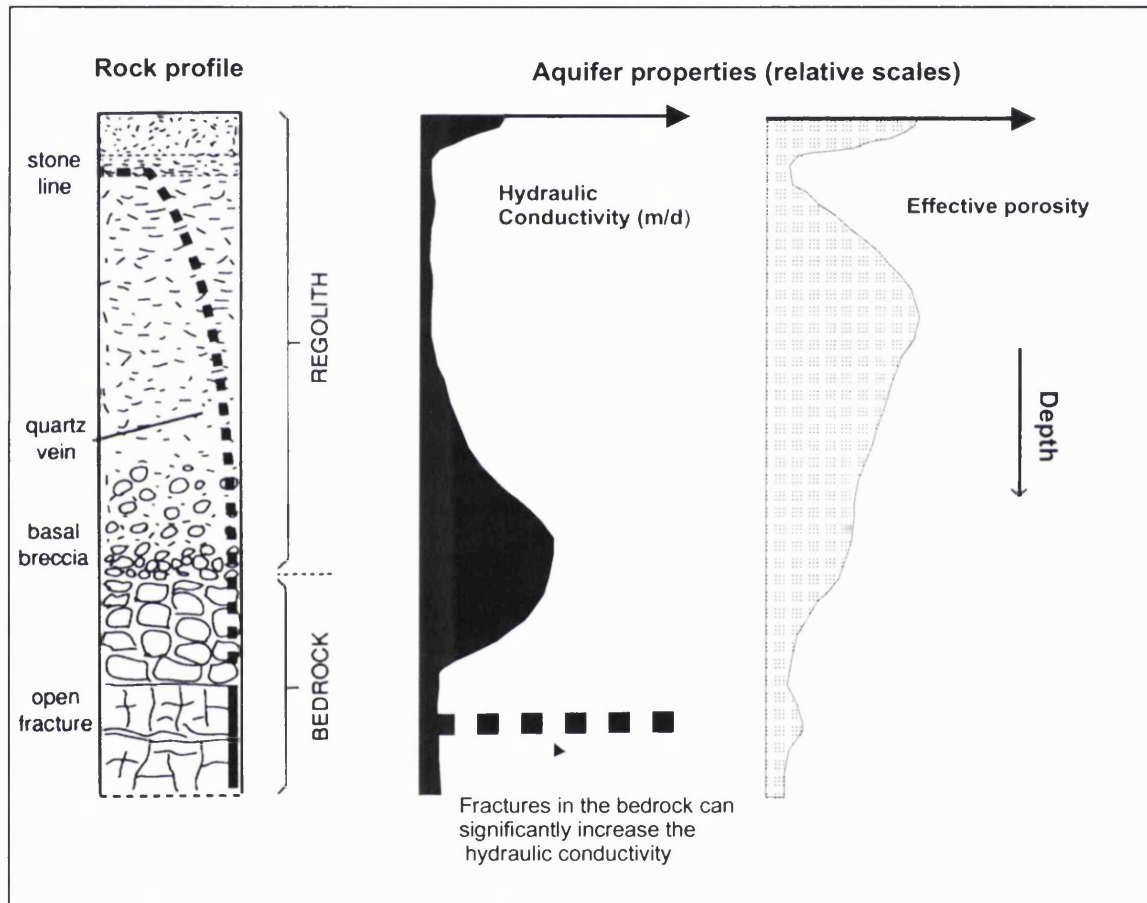 Rock profile
Aquifer properties (relative scales)
stone
line
Hydraulic
Conductivity (m/d)
Effective porosity
REGOLITH
Depth
quartz
vein
basal
breccia
open
fracture
BEDROCK
Fractures in the bedrock can
significantly increase the
hydraulic conductivity